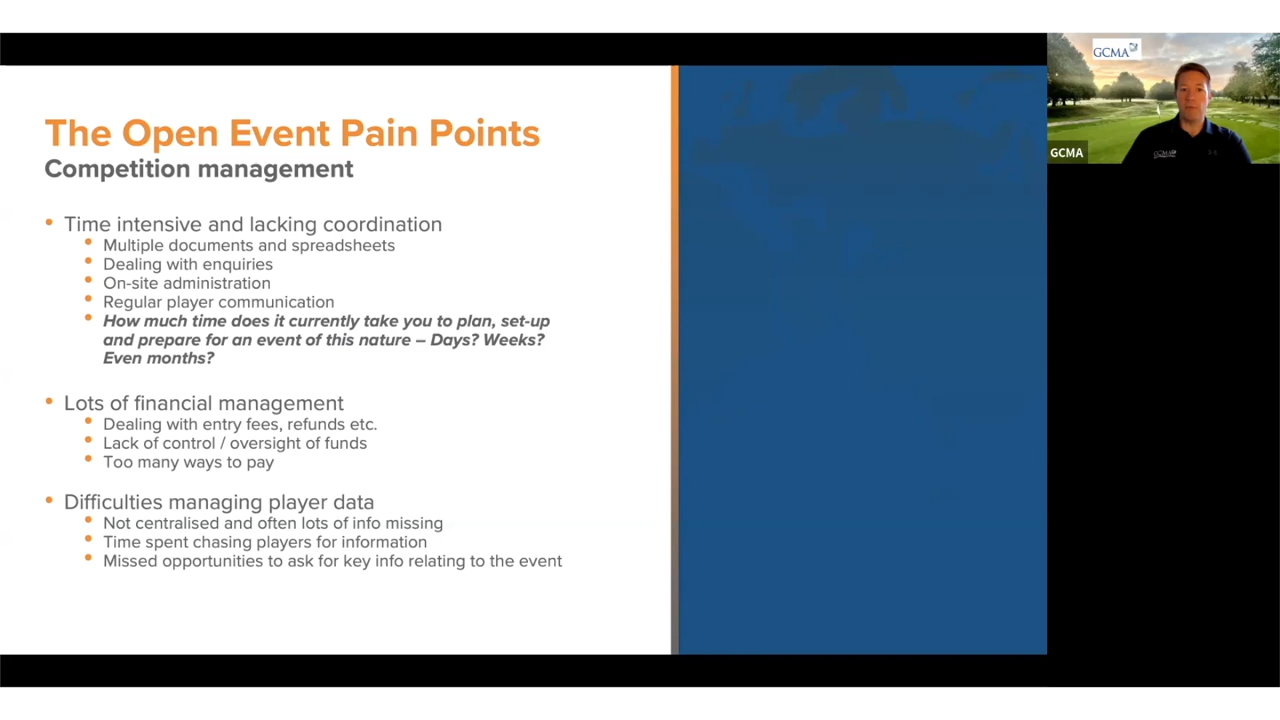 GCMA
The Open Event Pain Points
Competition management
GCMA
• Time intensive and lacking coordination
• Multiple documents and spreadsheets
• Dealing with enquiries
• On-site administration
• Regular player communication
• How much time does it currently take you to plan, set-up
and prepare for an event of this nature – Days? Weeks?
Even months?
• Lots of financial management
• Dealing with entry fees, refunds etc.
• Lack of control / oversight of funds
• Too many ways to pay
• Difficulties managing player data
• Not centralised and often lots of info missing
• Time spent chasing players for information
• Missed opportunities to ask for key info relating to the event